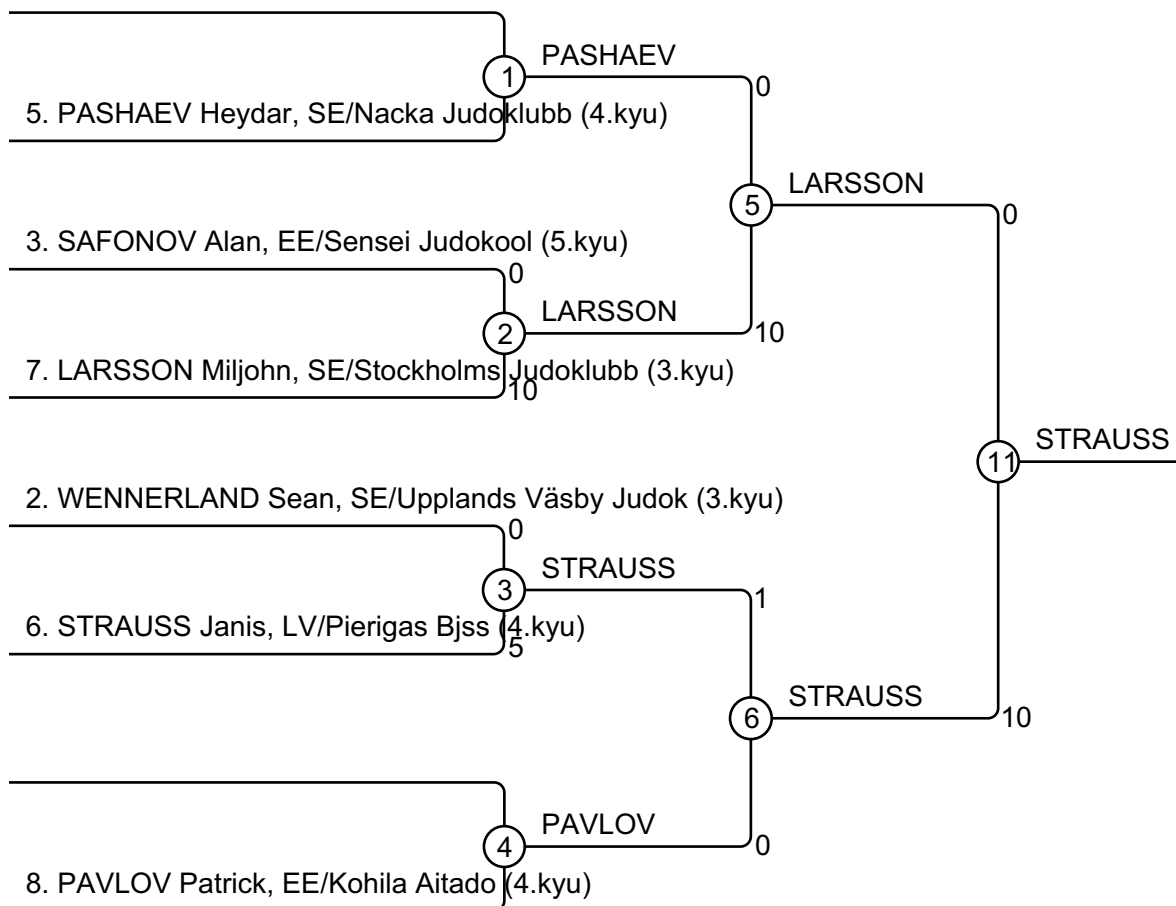 PASHAEV
1
0
5. PASHAEV Heydar, SE/Nacka Judoklubb (4.kyu)
LARSSON
5
0
3. SAFONOV Alan, EE/Sensei Judokool (5.kyu)
0
LARSSON
2
10
7. LARSSON Miljohn, SE/Stockholms Judoklubb (3.kyu)
10
STRAUSS
11
2. WENNERLAND Sean, SE/Upplands Väsby Judok (3.kyu)
0
STRAUSS
3
1
6. STRAUSS Janis, LV/Pierigas Bjss (4.kyu)
5
STRAUSS
6
10
PAVLOV
4
0
8. PAVLOV Patrick, EE/Kohila Aitado (4.kyu)